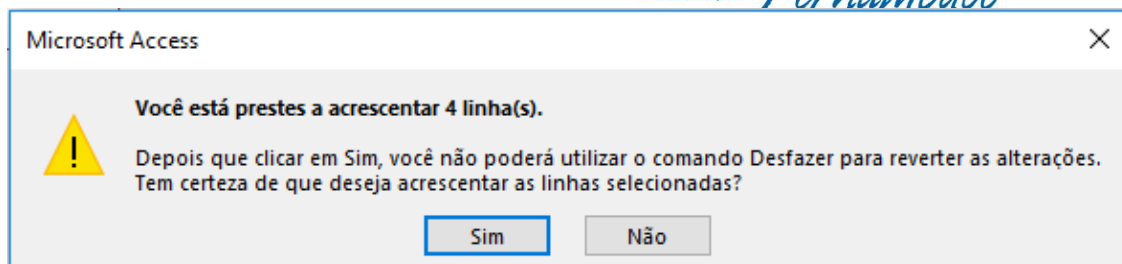 Pernambuco
Microsoft Access
Você está prestes a acrescentar 4 linha(s).
Depois que clicar em Sim, você não poderá utilizar o comando Desfazer para reverter as alterações.
Tem certeza de que deseja acrescentar as linhas selecionadas?
Sim
Não